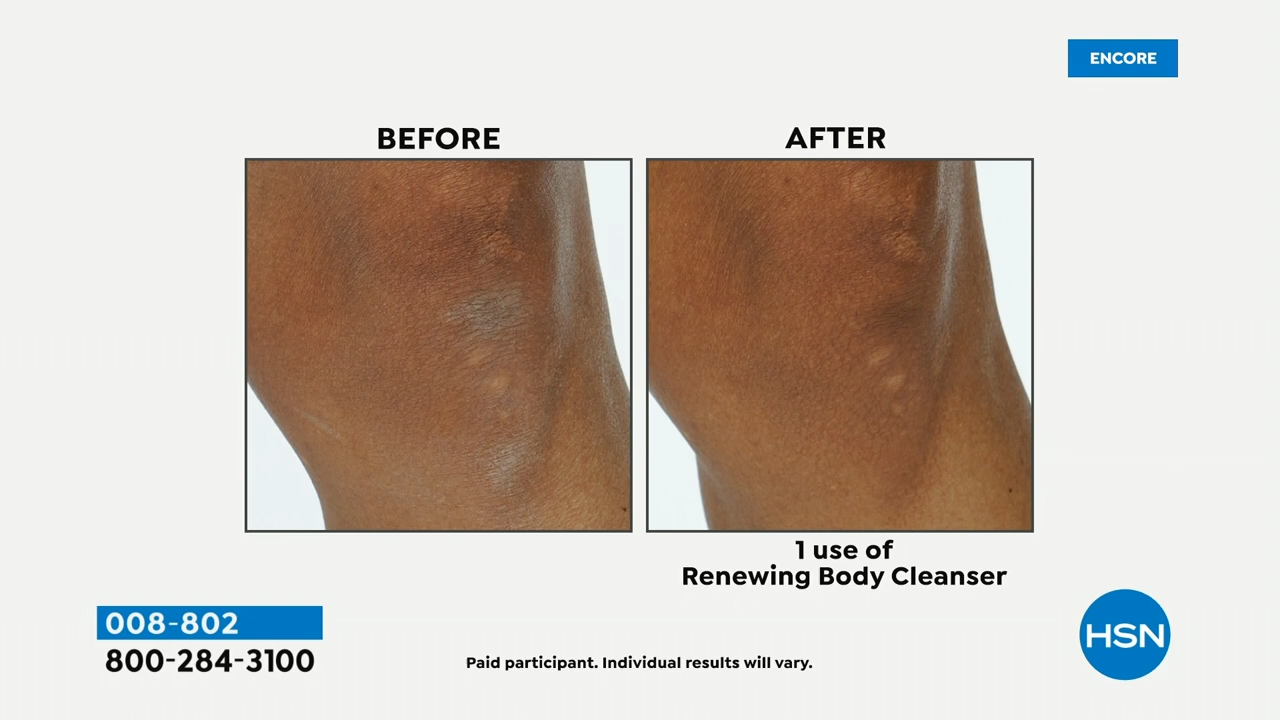 ENCORE
BEFORE
AFTER
1 use of
Renewing Body Cleanser
008-802
800-284-3100
Paid participant. Individual results will vary.
HSN